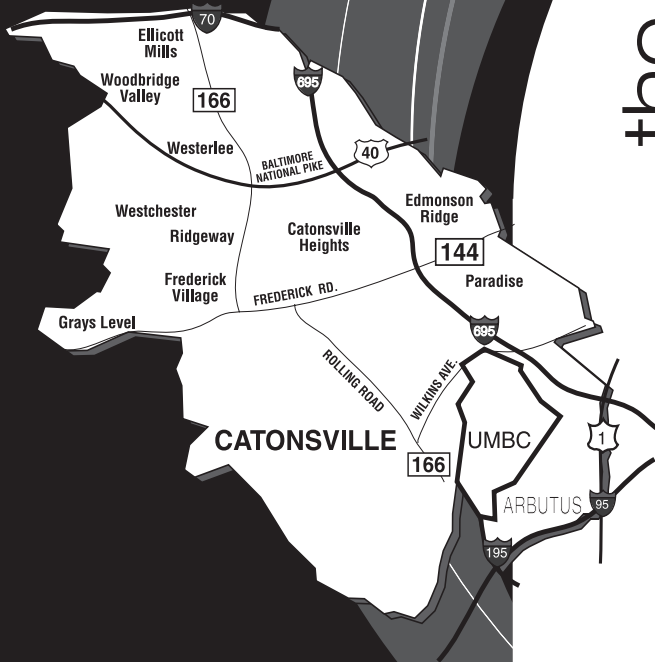 70
Ellicott
Mills
Woodbridge
Valley
695
166
Westerlee
BALTIMORE
NATIONAL PIKE
40
Edmonson
Ridge
Westchester
Ridgeway
Catonsville
Heights
144
Frederick
Village
FREDERICK RD.
Paradise
Grays Level
695
ROLLING ROAD
WILKINS AVE.
CATONSVILLE
UMBC
1
166
ARBUTUS
95
195